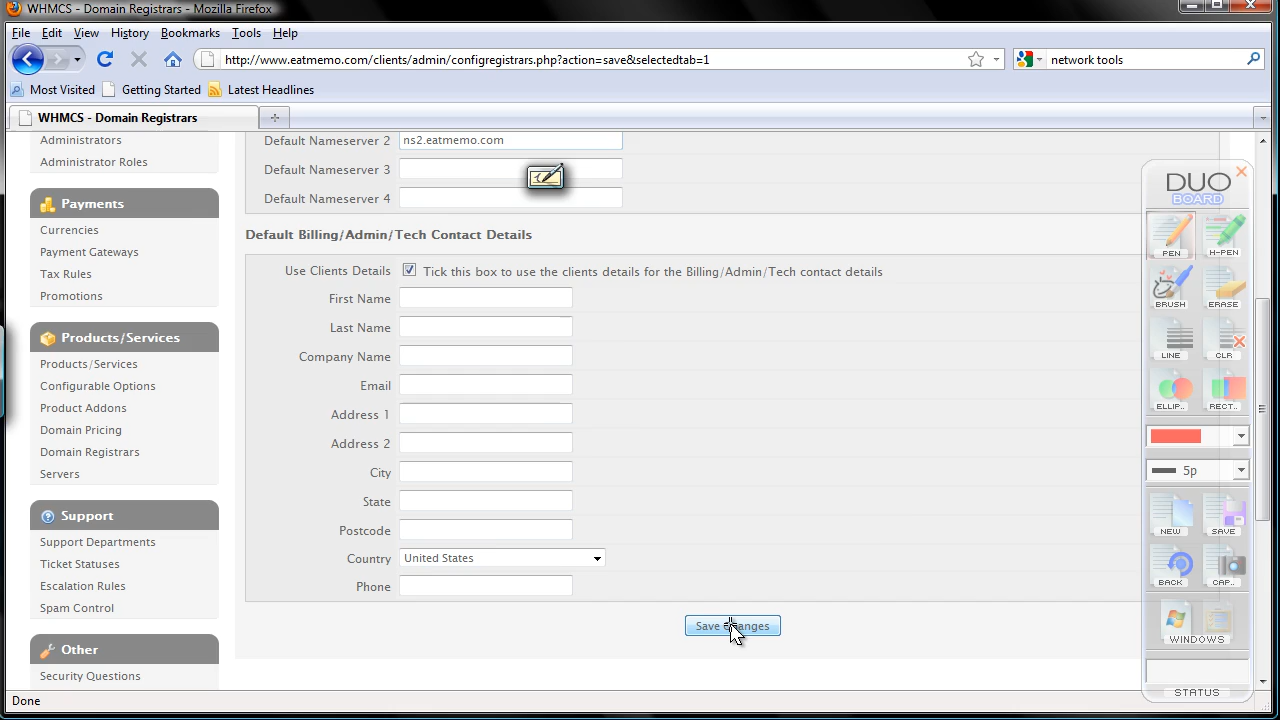 WHMCS - Domain Registrars - Mozilla Firefox
File Edit View History Bookmarks Tools Help
http://www.eatmemo.com/clients/admin/configregistrars.php?action=save&selectedtab=1
network tools
Most Visited Getting Started Latest Headlines
WHMCS - Domain Registrars
Administrators
Administrator Roles
Payments
Currencies
Payment Gateways
Tax Rules
Promotions
Products/Services
Products/Services
Configurable Options
Product Addons
Domain Pricing
Domain Registrars
Servers
Support
Support Departments
Ticket Statuses
Escalation Rules
Spam Control
Other
Security Questions
Default Nameserver 2 ns2.eatmemo.com
Default Nameserver 3
Default Nameserver 4
Default Billing/Admin/Tech Contact Details
Use Clients Details Tick this box to use the clients details for the Billing/Admin/Tech contact details
First Name
Last Name
Company Name
Email
Address 1
Address 2
City
State
Postcode
Country United States
Phone
Save Changes
DUO
BOARD
PEN H-PEN
BRUSH ERASE
LINE CLR
ELLIP.. RECT..
5p
NEW SAVE
BACK CAP..
WINDOWS
STATUS
Done